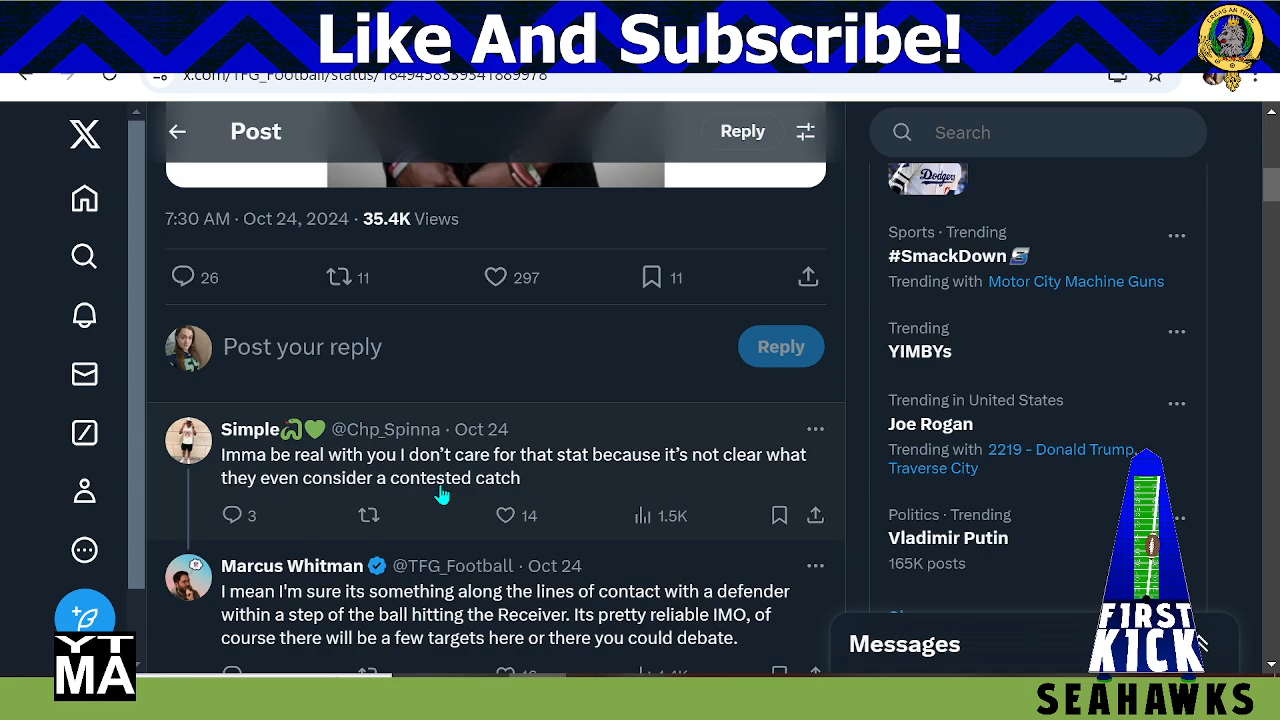 Like And Subscribe!
x.com/TFG_Football/status/1849456359341889978
Post
Reply
Search
Dodgers
7:30 AM · Oct 24, 2024 · 35.4K Views
Sports · Trending
#SmackDown
Trending with Motor City Machine Guns
26
11
297
11
Trending
YIMBYs
Post your reply
Reply
Trending in United States
Joe Rogan
Trending with 2219 - Donald Trump,
Traverse City
Simple @Chp_Spinna · Oct 24
Imma be real with you I don't care for that stat because it's not clear what
they even consider a contested catch
3
14
1.5K
Politics · Trending
Vladimir Putin
165K posts
Marcus Whitman @TFG_Football · Oct 24
I mean I'm sure its something along the lines of contact with a defender
within a step of the ball hitting the Receiver. Its pretty reliable IMO, of
course there will be a few targets here or there you could debate.
Messages
YT
MA
FIRST
KICK
SEAHAWKS